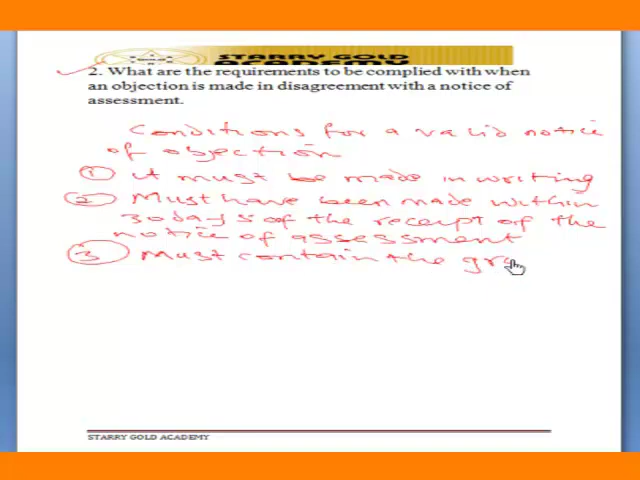 STARRY GOLD
ACADEMY
2. What are the requirements to be complied with when
an objection is made in disagreement with a notice of
assessment.
Conditions for a valid notice
of objection
1 it must be made in writing
2 Must have been made within
30 days of the receipt of the
notice of assessment
3 Must contain the gr
STARRY GOLD ACADEMY